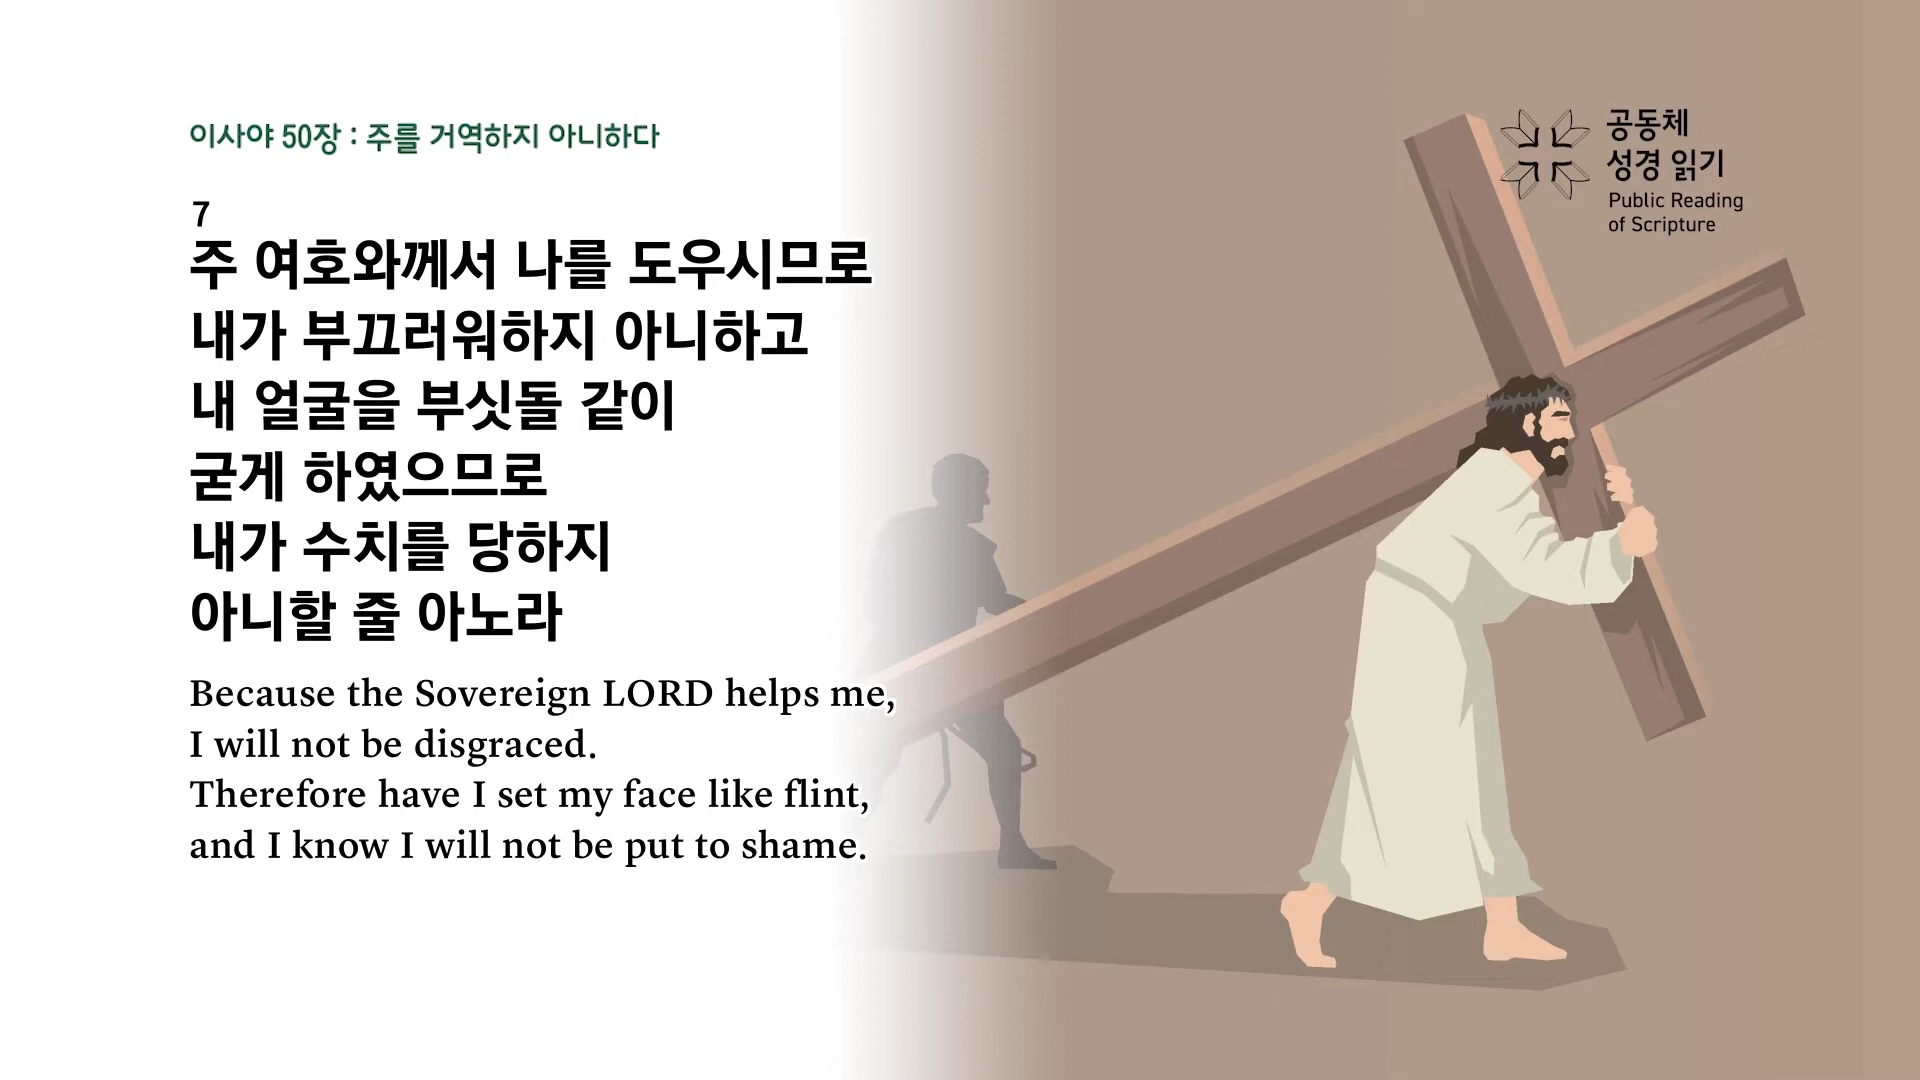 이사야 50장 : 주를 거역하지 아니하다
7
주 여호와께서 나를 도우시므로
내가 부끄러워하지 아니하고
내 얼굴을 부싯돌 같이
굳게 하였으므로
내가 수치를 당하지
아니할 줄 아노라
Because the Sovereign LORD helps me,
I will not be disgraced.
Therefore have I set my face like flint,
and I know I will not be put to shame.
공동체
성경 읽기
Public Reading
of Scripture